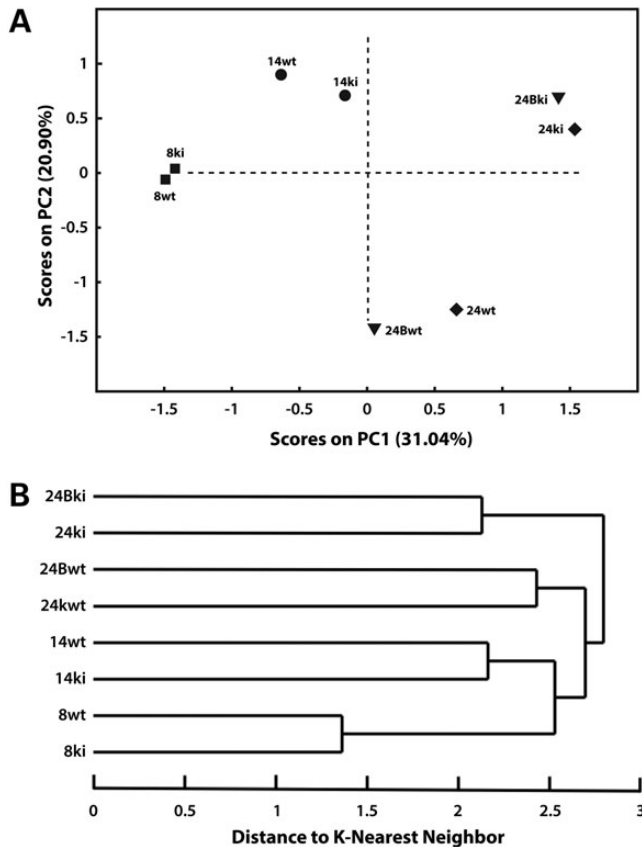 A
Scores on PC2 (20.90%)
1
0.5
0
-0.5
-1
-1.5
14wt
14ki
24Bki
24ki
8ki
8wt
24wt
24Bwt
-1.5 -1 -0.5 0 0.5 1 1.5
Scores on PC1 (31.04%)
B
24Bki
24ki
24Bwt
24kwt
14wt
14ki
8wt
8ki
0 0.5 1 1.5 2 2.5 3
Distance to K-Nearest Neighbor